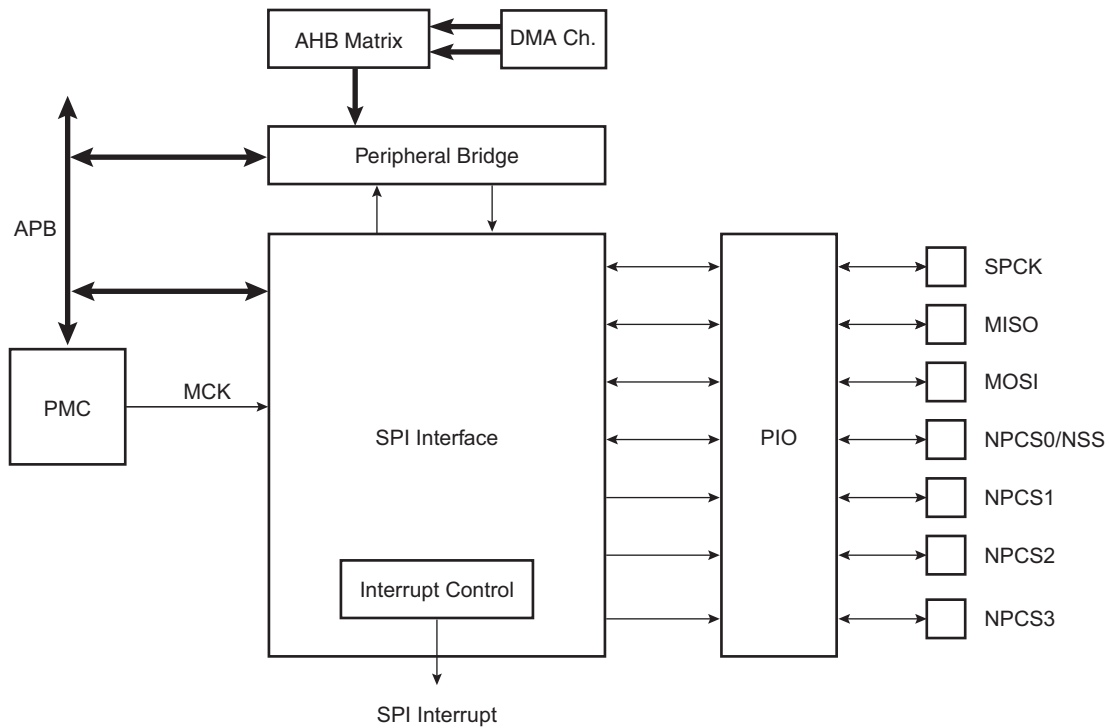 AHB Matrix
DMA Ch.
Peripheral Bridge
APB
SPCK
MISO
MCK
MOSI
PMC
SPI Interface
PIO
NPCS0/NSS
NPCS1
NPCS2
Interrupt Control
NPCS3
SPI Interrupt